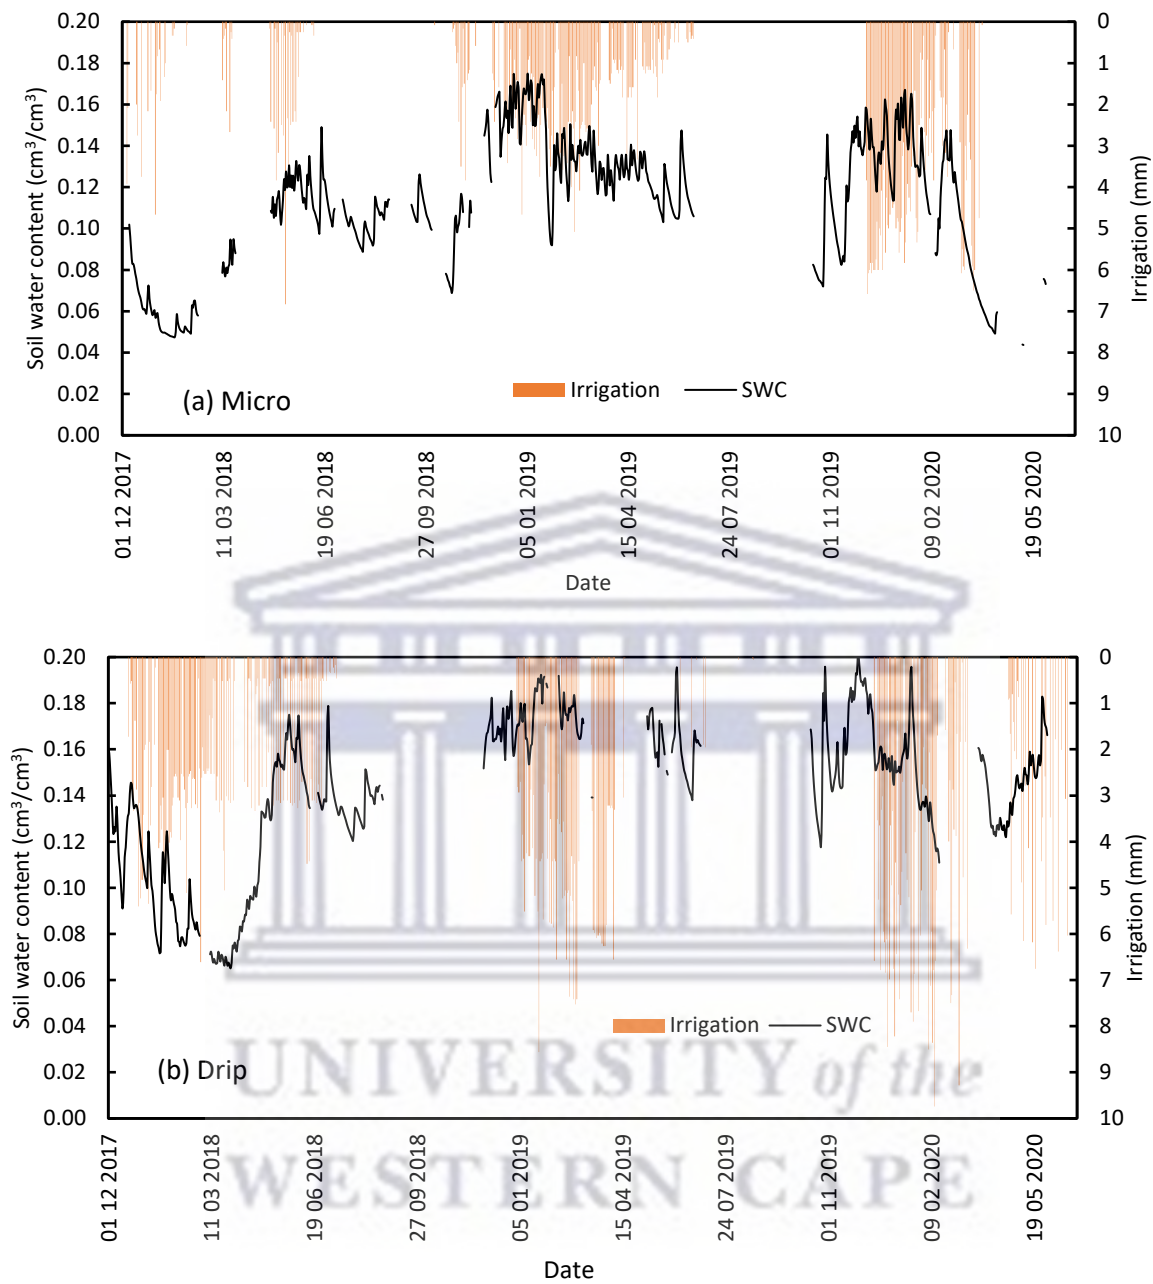 0.20
0.18
0.16
0.14
0.12
0.10
0.08
0.06
0.04
0.02
0.00
Soil water content (cm³/cm³)
0
1
2
3
4
5
6
7
8
9
10
Irrigation (mm)
Irrigation SWC
(a) Micro
01 12 2017
11 03 2018
19 06 2018
27 09 2018
05 01 2019
15 04 2019
24 07 2019
01 11 2019
09 02 2020
19 05 2020
Date
0.20
0.18
0.16
0.14
0.12
0.10
0.08
0.06
0.04
0.02
0.00
Soil water content (cm³/cm³)
0
1
2
3
4
5
6
7
8
9
10
Irrigation (mm)
Irrigation SWC
(b) Drip
UNIVERSITY of the
WESTERN CAPE
01 12 2017
11 03 2018
19 06 2018
27 09 2018
05 01 2019
15 04 2019
24 07 2019
01 11 2019
09 02 2020
19 05 2020
Date